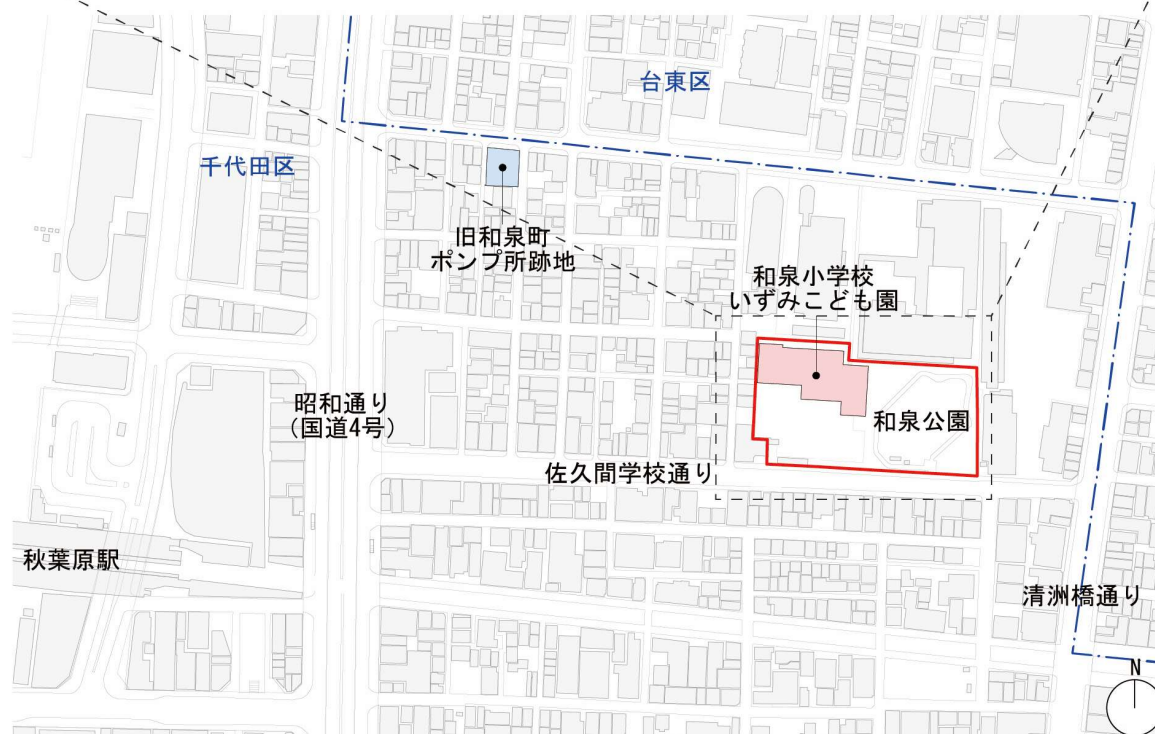 台東区
千代田区
旧和泉町
ポンプ所跡地
和泉小学校
いずみこども園
昭和通り
(国道4号)
和泉公園
佐久間学校通り
秋葉原駅
清洲橋通り
N